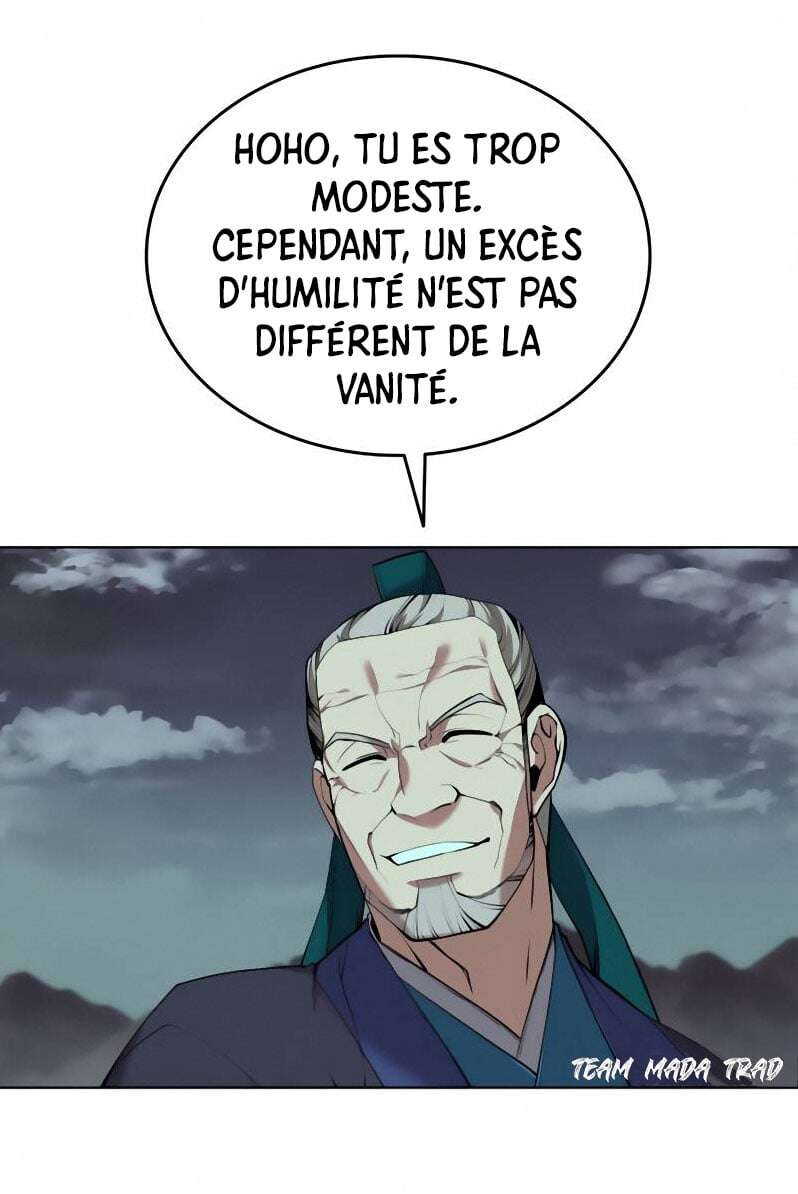 HOHO, TU ES TROP
MODESTE.
CEPENDANT, UN EXCÈS
D'HUMILITÉ N'EST PAS
DIFFÉRENT DE LA
VANITÉ.
TEAM MADA TRAD